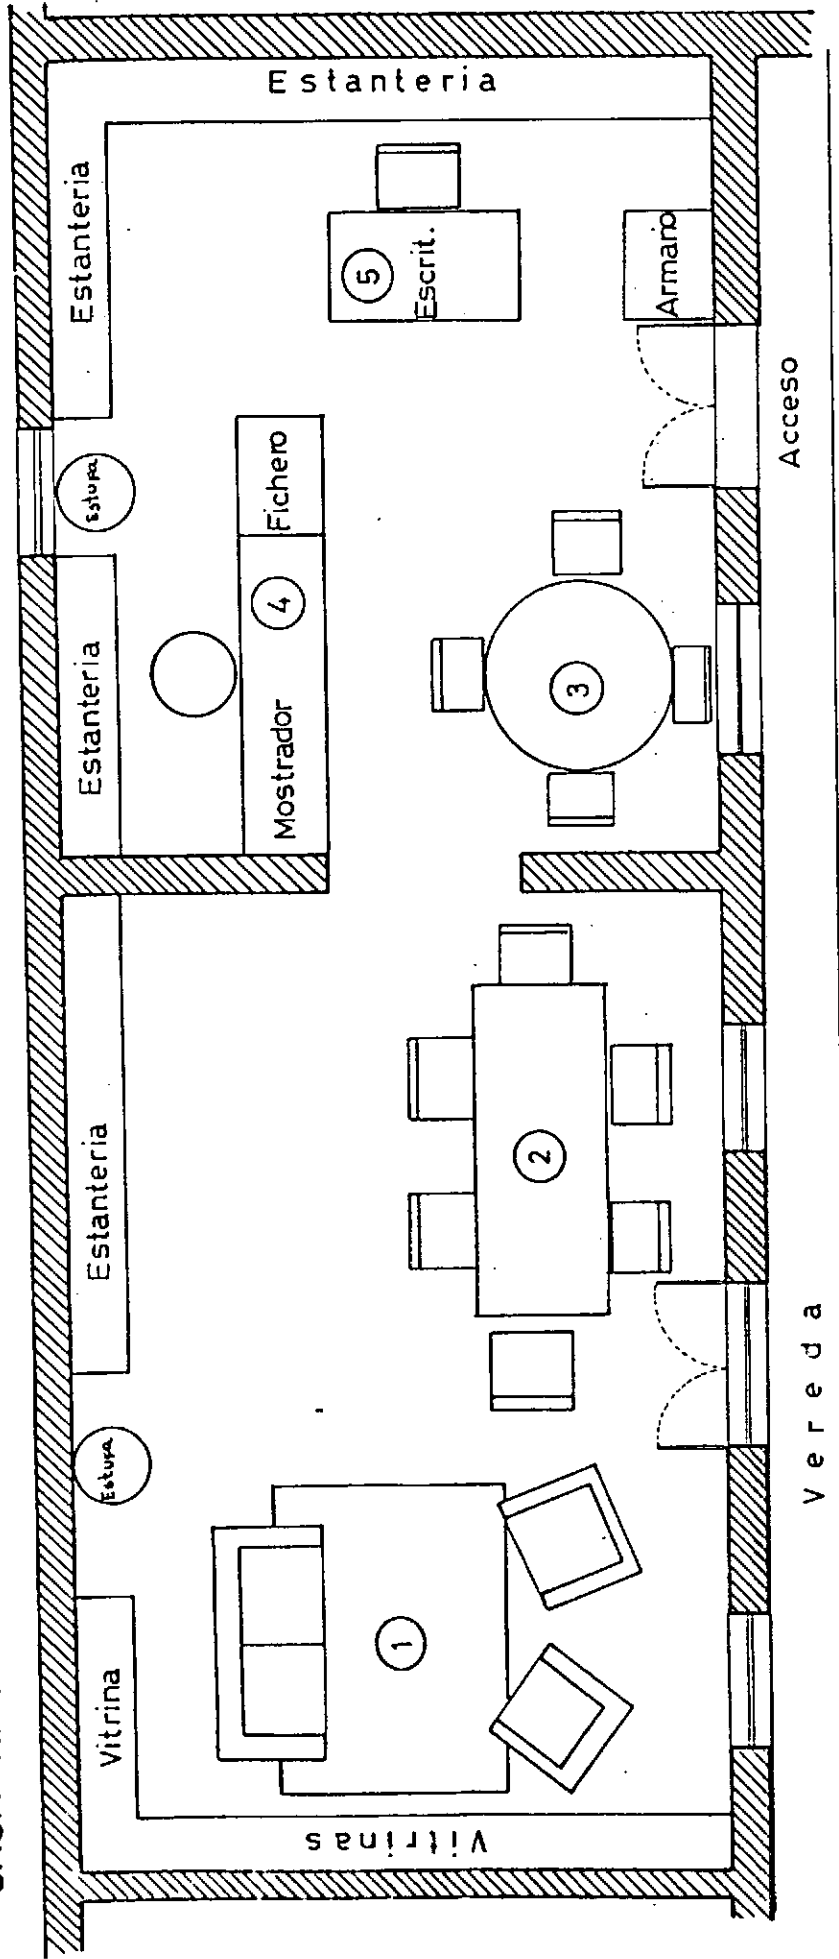 Estanteria
Estanteria
Estufa
Estanteria
Estanteria
Estufa
Vitrina
Vitrinas
5
Escrit.
Armario
Fichero
4
Mostrador
3
2
1
Acceso
Vereda